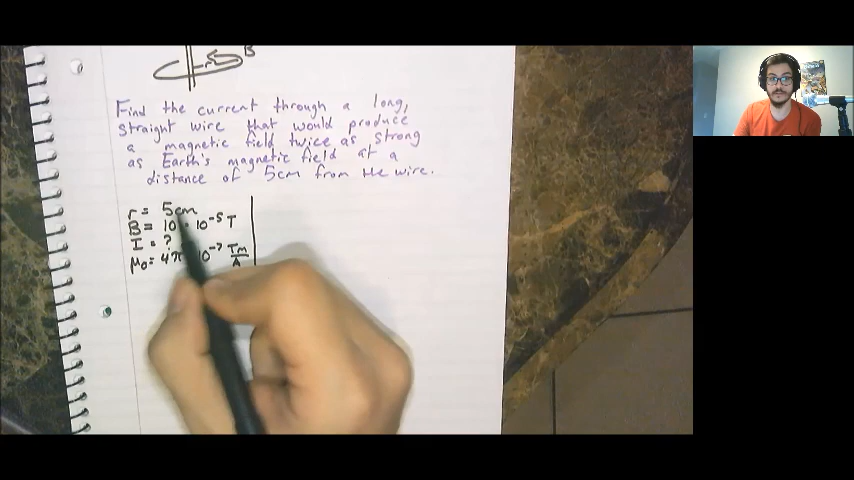 B
Find the current through a long,
straight wire that would produce
a magnetic field twice as strong
as Earth's magnetic field at a
distance of 5cm from the wire.
r = 5cm
B = 10 · 10⁻⁵ T
I = ?
μ₀ = 4π 10⁻⁷ Tm/A